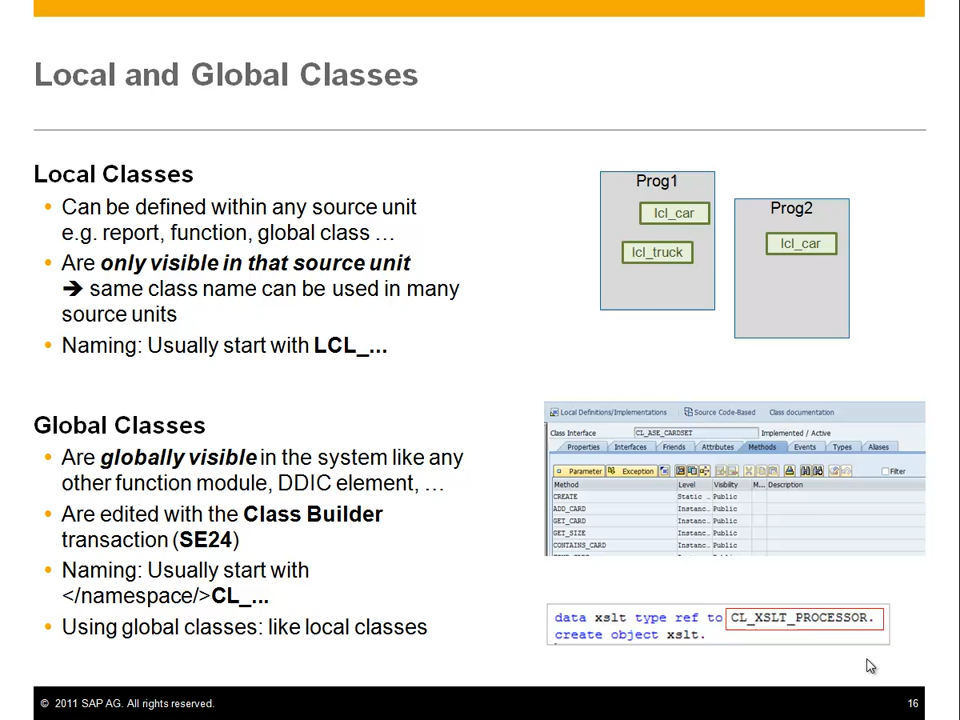 Local and Global Classes
Local Classes
• Can be defined within any source unit
e.g. report, function, global class …
• Are only visible in that source unit
➔ same class name can be used in many
source units
• Naming: Usually start with LCL_...
Prog1
lcl_car
lcl_truck
Prog2
lcl_car
Global Classes
• Are globally visible in the system like any
other function module, DDIC element, …
• Are edited with the Class Builder
transaction (SE24)
• Naming: Usually start with
</namespace/>CL_...
• Using global classes: like local classes
Local Definitions/Implementations Source Code-Based Class documentation
Class Interface CL_ASE_CARDSET Implemented / Active
Properties Interfaces Friends Attributes Methods Events Types Aliases
Parameter Exception Filter
Method Level Visibility M... Description
CREATE Static .. Public
ADD_CARD Instanc.. Public
GET_CARD Instanc.. Public
GET_SIZE Instanc.. Public
CONTAINS_CARD Instanc.. Public
data xslt type ref to CL_XSLT_PROCESSOR.
create object xslt.
© 2011 SAP AG. All rights reserved. 16